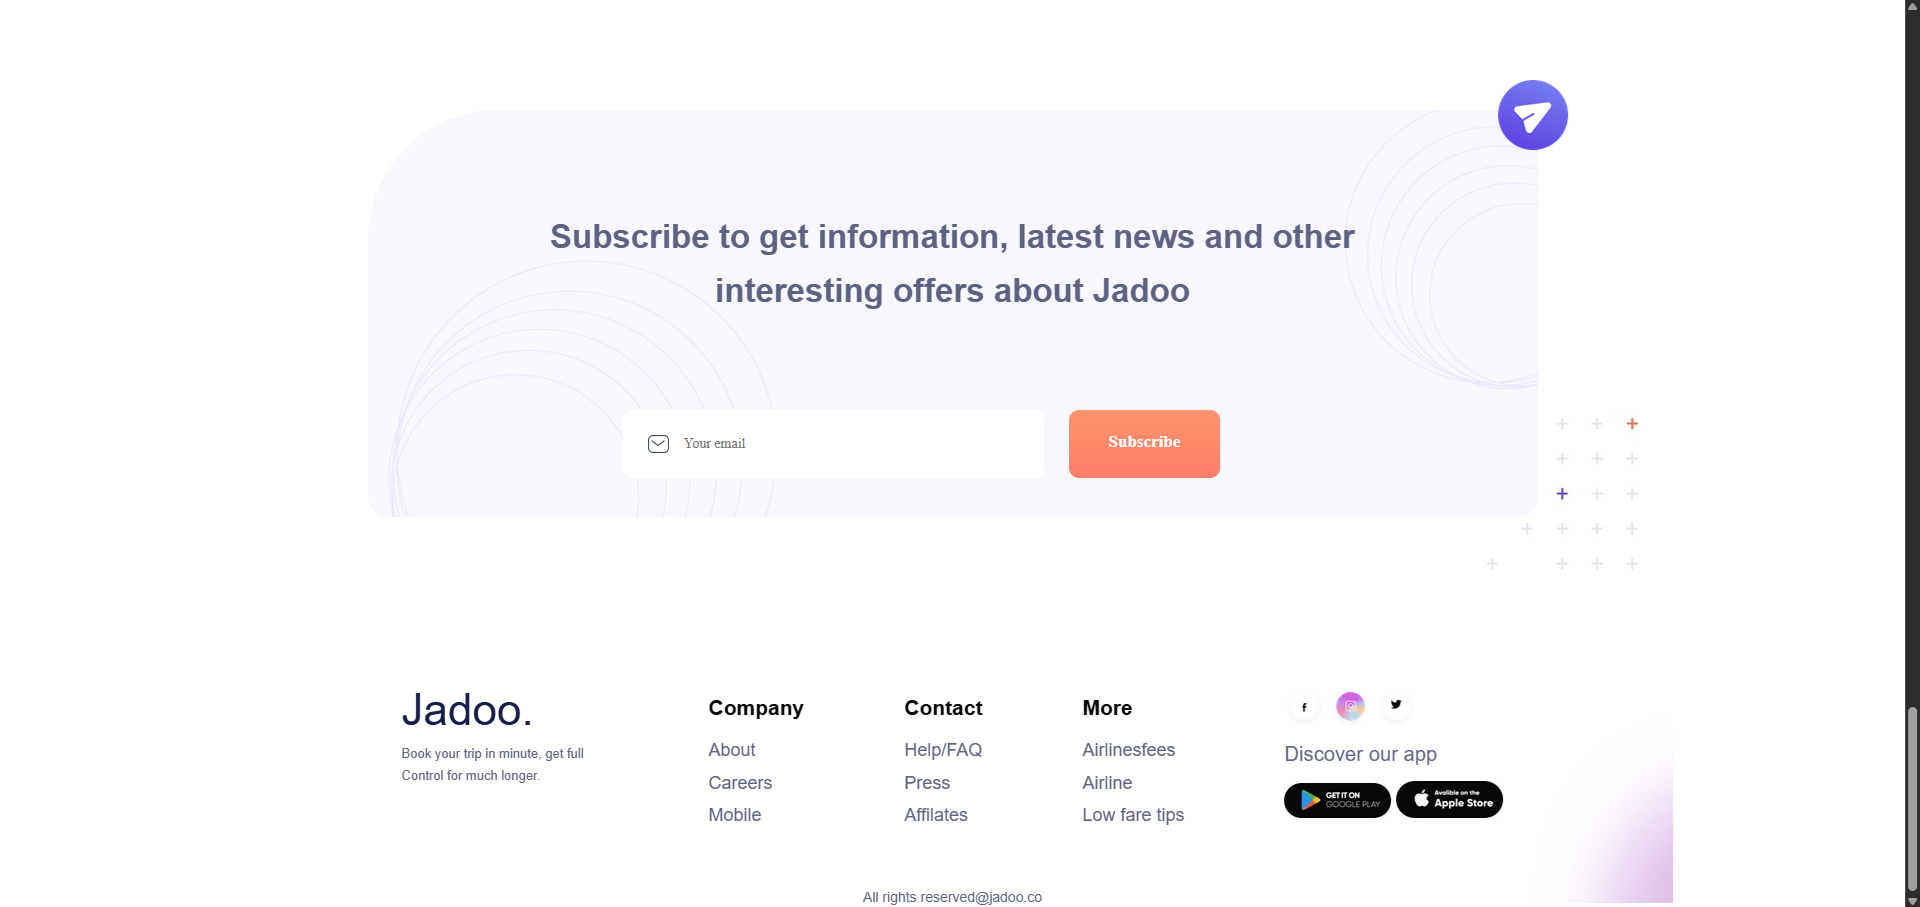 Subscribe to get information, latest news and other
interesting offers about Jadoo
Your email
Subscribe
Jadoo.
Book your trip in minute, get full
Control for much longer.
Company
About
Careers
Mobile
Contact
Help/FAQ
Press
Affilates
More
Airlinesfees
Airline
Low fare tips
Discover our app
GET IT ON
GOOGLE PLAY
Avalible on the
Apple Store
All rights reserved@jadoo.co